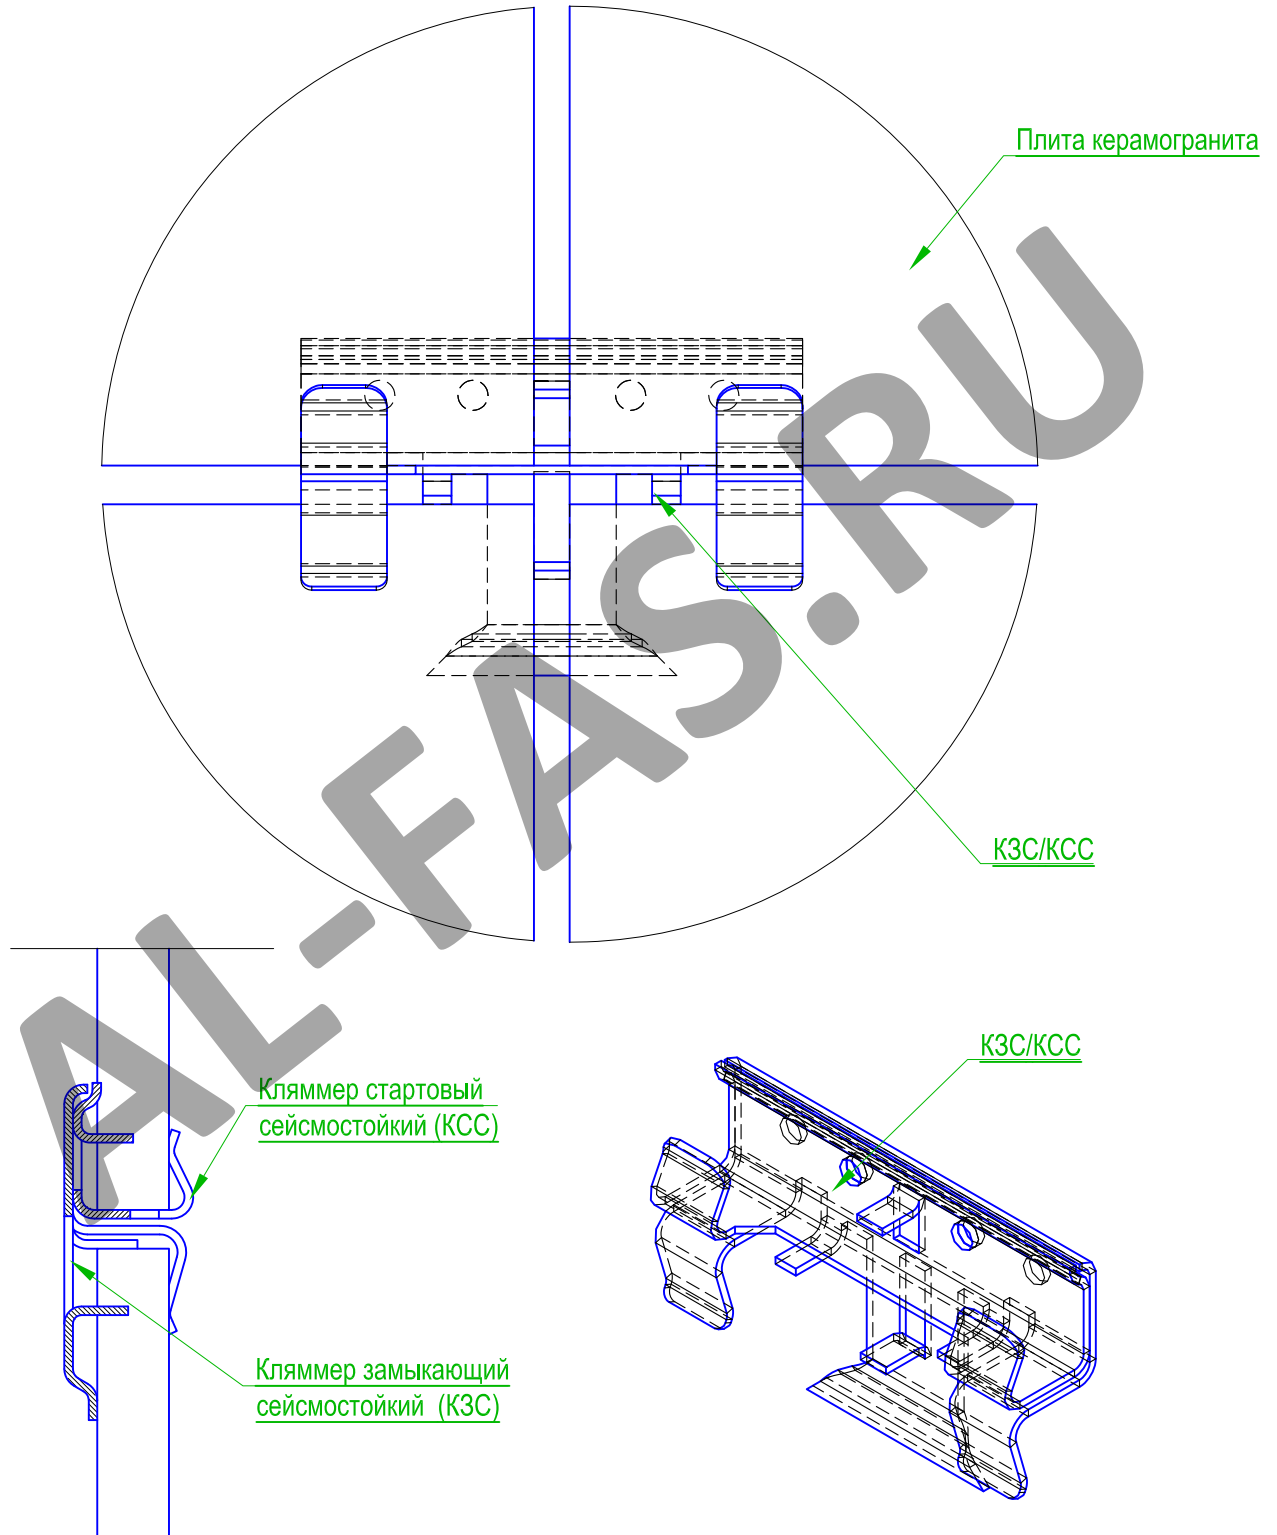 Плита керамогранита
КЗС/КСС
AL-FAS.RU
КЗС/КСС
Кляммер стартовый
сейсмостойкий (КСС)
Кляммер замыкающий
сейсмостойкий (КЗС)